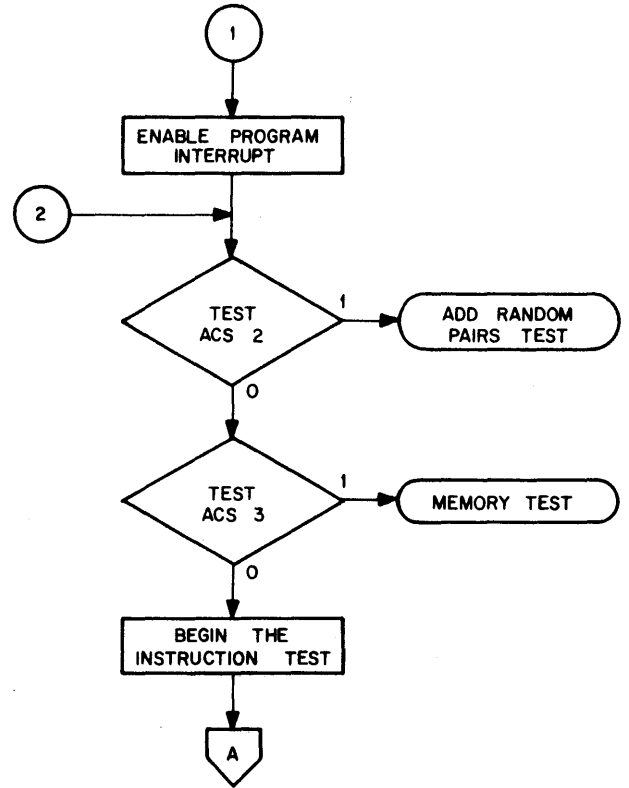 1
ENABLE PROGRAM
INTERRUPT
2
TEST
ACS 2
1
ADD RANDOM
PAIRS TEST
0
TEST
ACS 3
1
MEMORY TEST
0
BEGIN THE
INSTRUCTION TEST
A